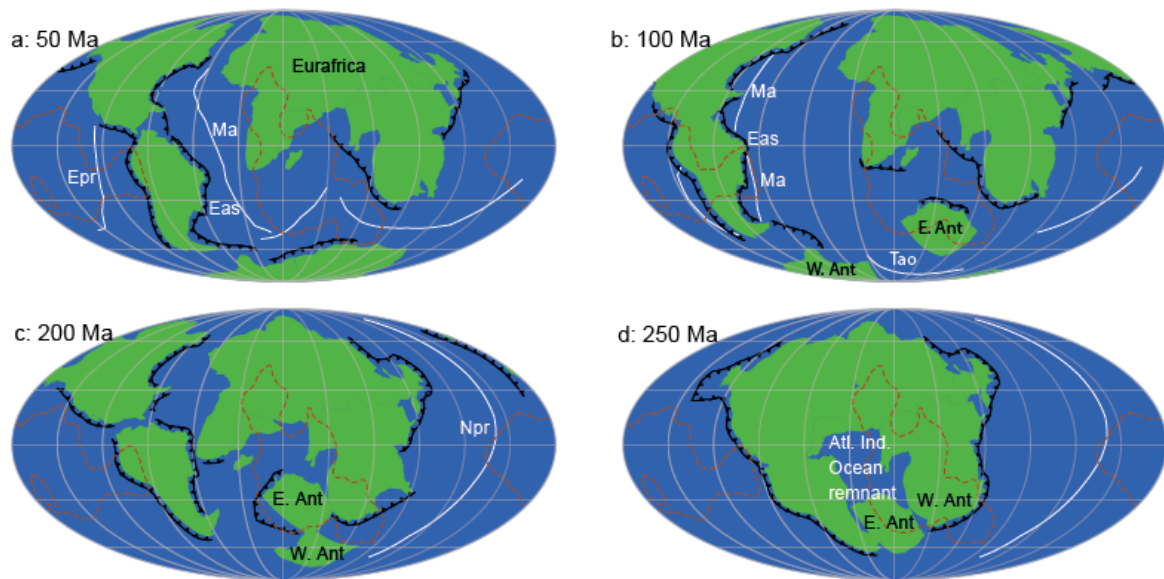 a: 50 Ma
Eurafrica
Ma
Epr
Eas
b: 100 Ma
Ma
Eas
Ma
E. Ant
Tao
W. Ant
c: 200 Ma
Npr
E. Ant
W. Ant
d: 250 Ma
Atl. Ind.
Ocean
remnant
W. Ant
E. Ant